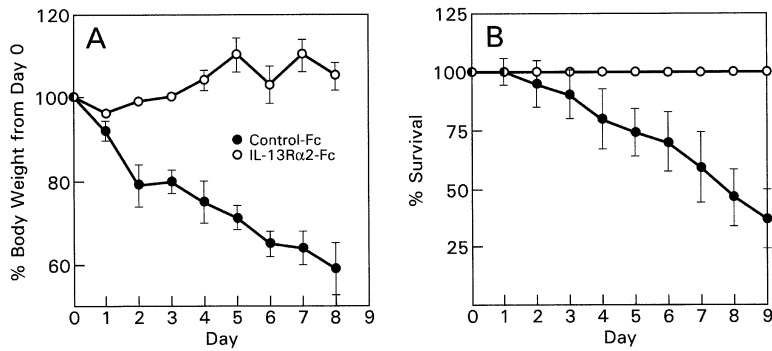 A
% Body Weight from Day 0
120
100
80
60
Control-Fc
IL-13Rα2-Fc
0 1 2 3 4 5 6 7 8 9
Day
B
% Survival
125
100
75
50
25
0
0 1 2 3 4 5 6 7 8 9
Day